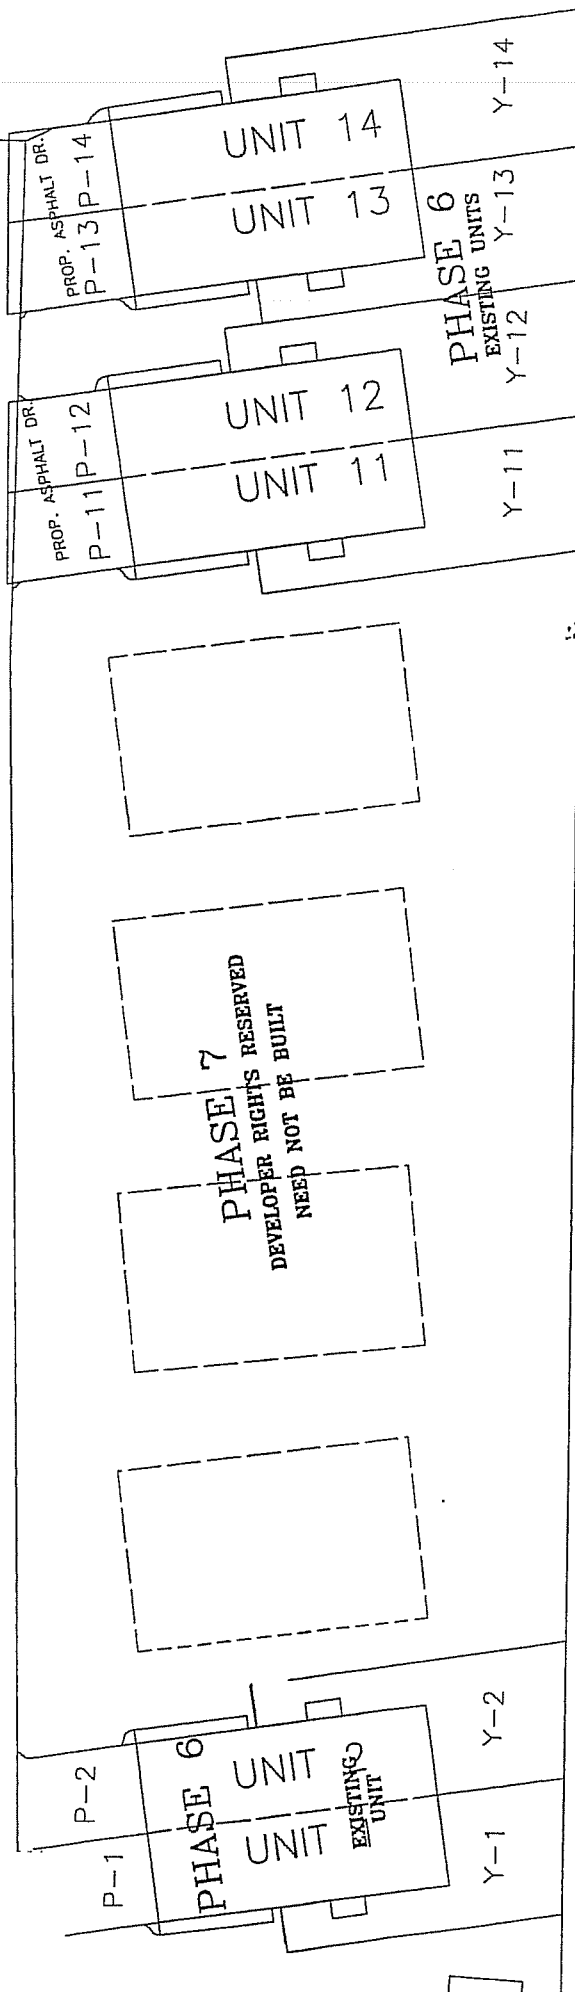 Y-14
UNIT 14
PROP. ASPHALT DR.
P-14
P-13
UNIT 13
Y-13
PHASE 6
EXISTING UNITS
Y-12
UNIT 12
PROP. ASPHALT DR.
P-12
P-11
UNIT 11
Y-11
PHASE 7
DEVELOPER RIGHTS RESERVED
NEED NOT BE BUILT
Y-2
P-2
PHASE 6
UNIT
EXISTING
UNIT
UNIT
P-1
Y-1